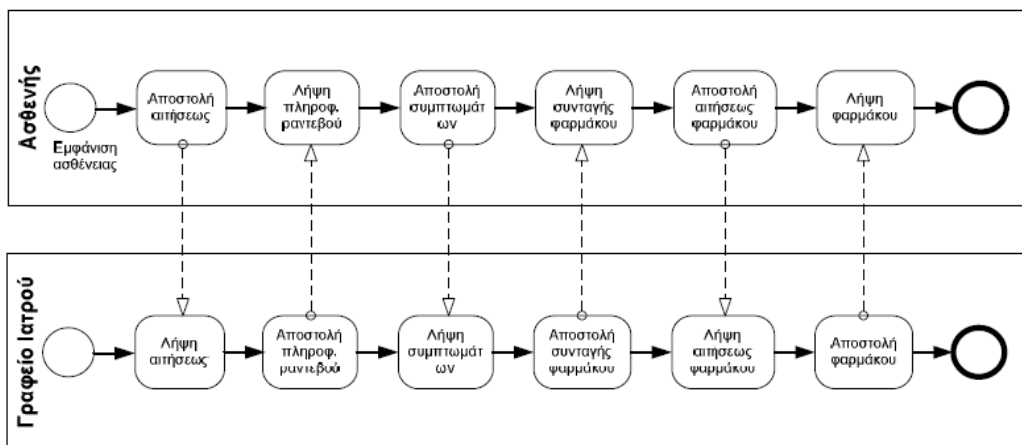 Ασθενής
Εμφάνιση
ασθένειας
Αποστολή
αιτήσεως
Λήψη
πληροφ.
ραντεβού
Αποστολή
συμπτωμάτ
ων
Λήψη
συνταγής
φαρμάκου
Αποστολή
αιτήσεως
φαρμάκου
Λήψη
φαρμάκου
Γραφείο Ιατρού
Λήψη
αιτήσεως
Αποστολή
πληροφ.
ραντεβού
Λήψη
συμπτωμάτ
ων
Αποστολή
συνταγής
φαρμάκου
Λήψη
αιτήσεως
φαρμάκου
Αποστολή
φαρμάκου